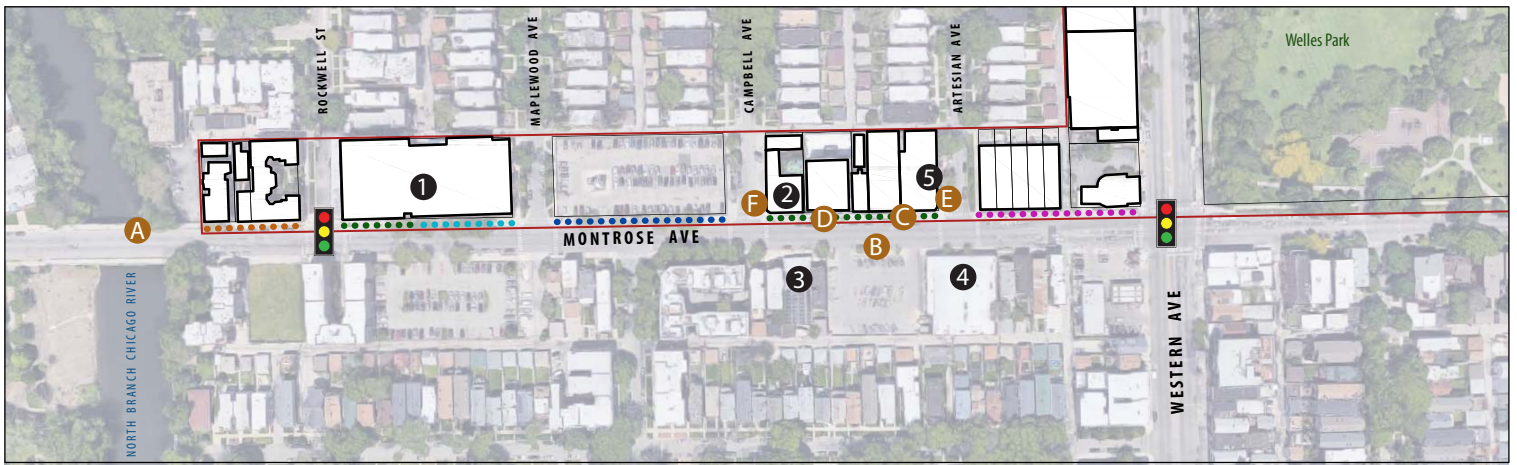 Welles Park
ROCKWELL ST
MAPLEWOOD AVE
CAMPBELL AVE
ARTESIAN AVE
1
2
5
F
E
D
C
A
MONTROSE AVE
B
3
4
NORTH BRANCH CHICAGO RIVER
WESTERN AVE